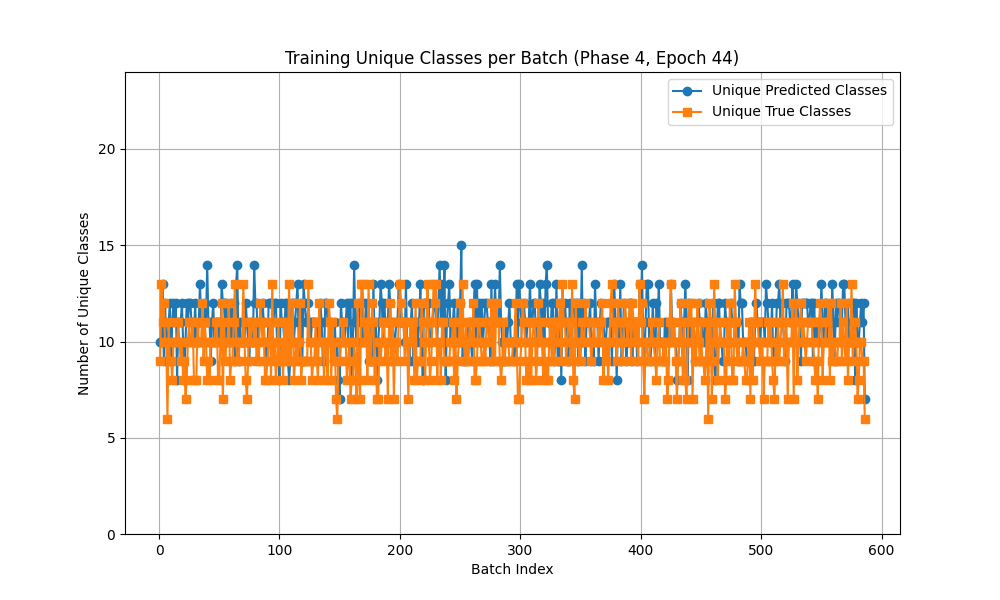 Training Unique Classes per Batch (Phase 4, Epoch 44)
Unique Predicted Classes
Unique True Classes
Number of Unique Classes
20
15
10
5
0
0 100 200 300 400 500 600
Batch Index